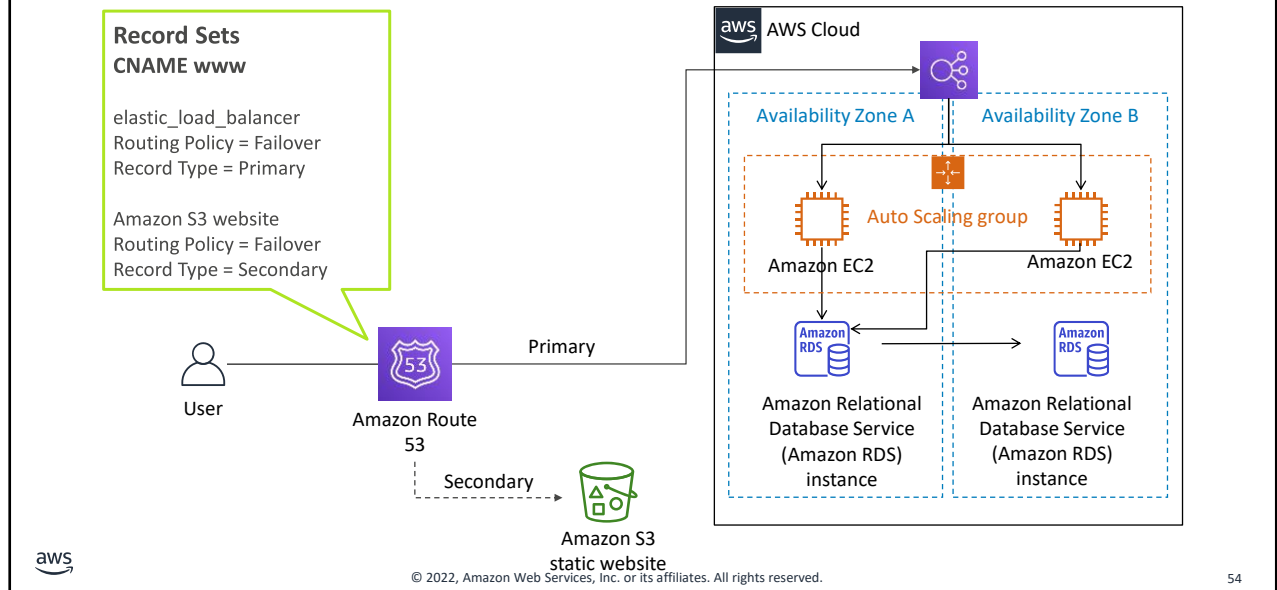 Record Sets
CNAME www
elastic_load_balancer
Routing Policy = Failover
Record Type = Primary
Amazon S3 website
Routing Policy = Failover
Record Type = Secondary
aws
AWS Cloud
Availability Zone A
Availability Zone B
Auto Scaling group
Amazon EC2
Amazon EC2
Amazon
RDS
Amazon
RDS
Amazon Relational
Database Service
(Amazon RDS)
instance
Amazon Relational
Database Service
(Amazon RDS)
instance
User
53
Amazon Route
53
Primary
Secondary
Amazon S3
static website
aws
© 2022, Amazon Web Services, Inc. or its affiliates. All rights reserved.
54